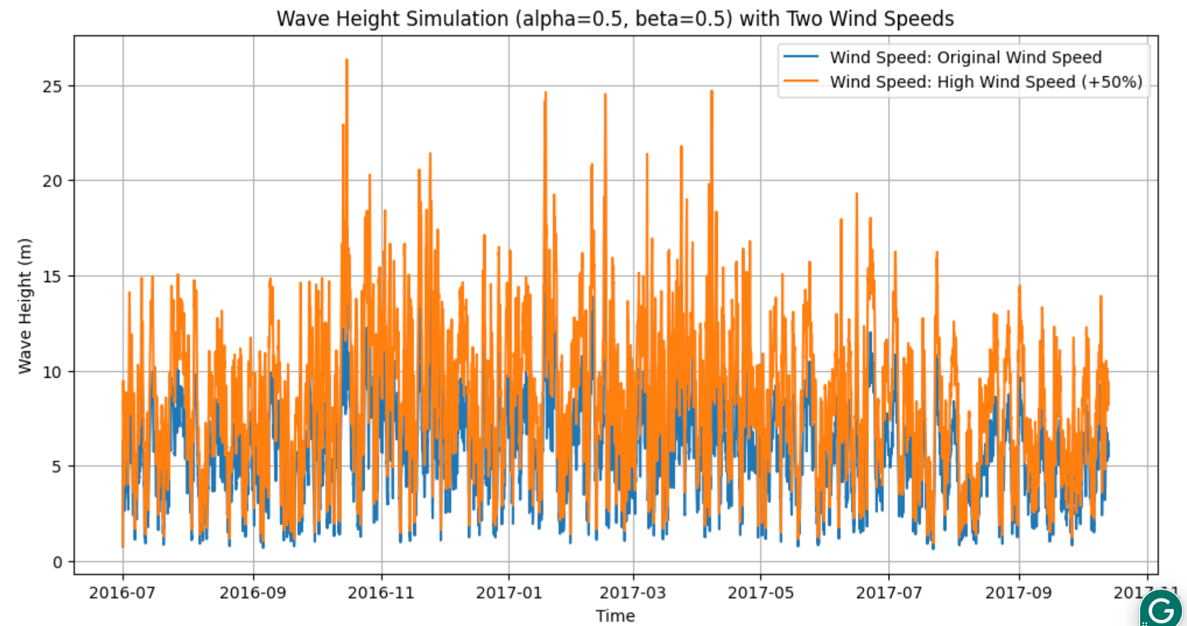 Wave Height Simulation (alpha=0.5, beta=0.5) with Two Wind Speeds
Wind Speed: Original Wind Speed
Wind Speed: High Wind Speed (+50%)
Wave Height (m)
25
20
15
10
5
0
2016-07 2016-09 2016-11 2017-01 2017-03 2017-05 2017-07 2017-09
Time
G